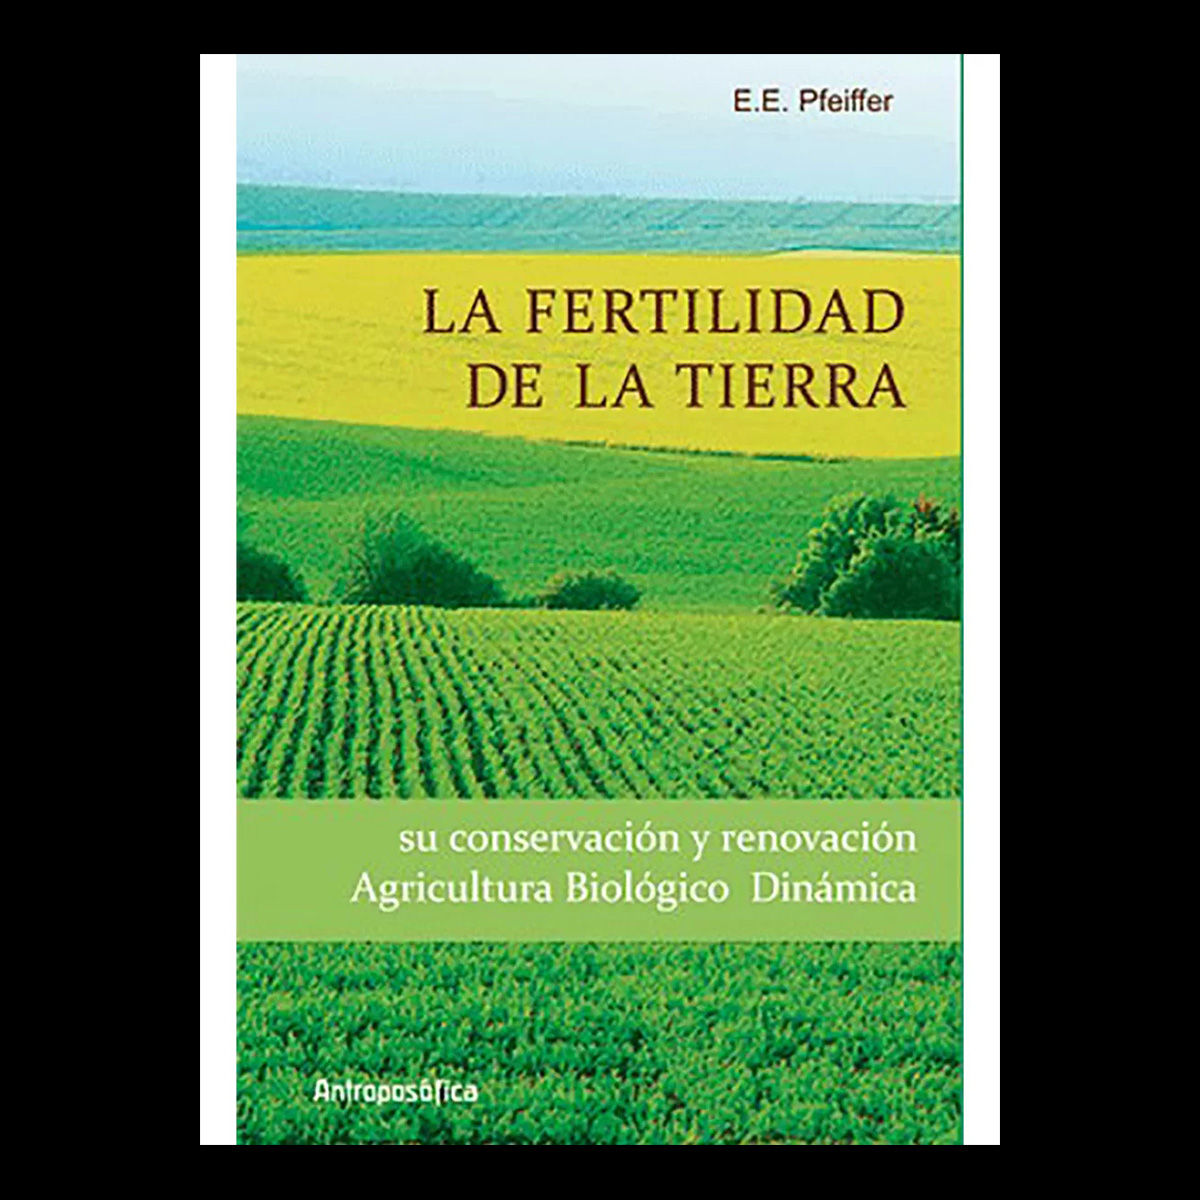 E.E. Pfeiffer
LA FERTILIDAD
DE LA TIERRA
su conservación y renovación
Agricultura Biológico Dinámica
Antroposófica